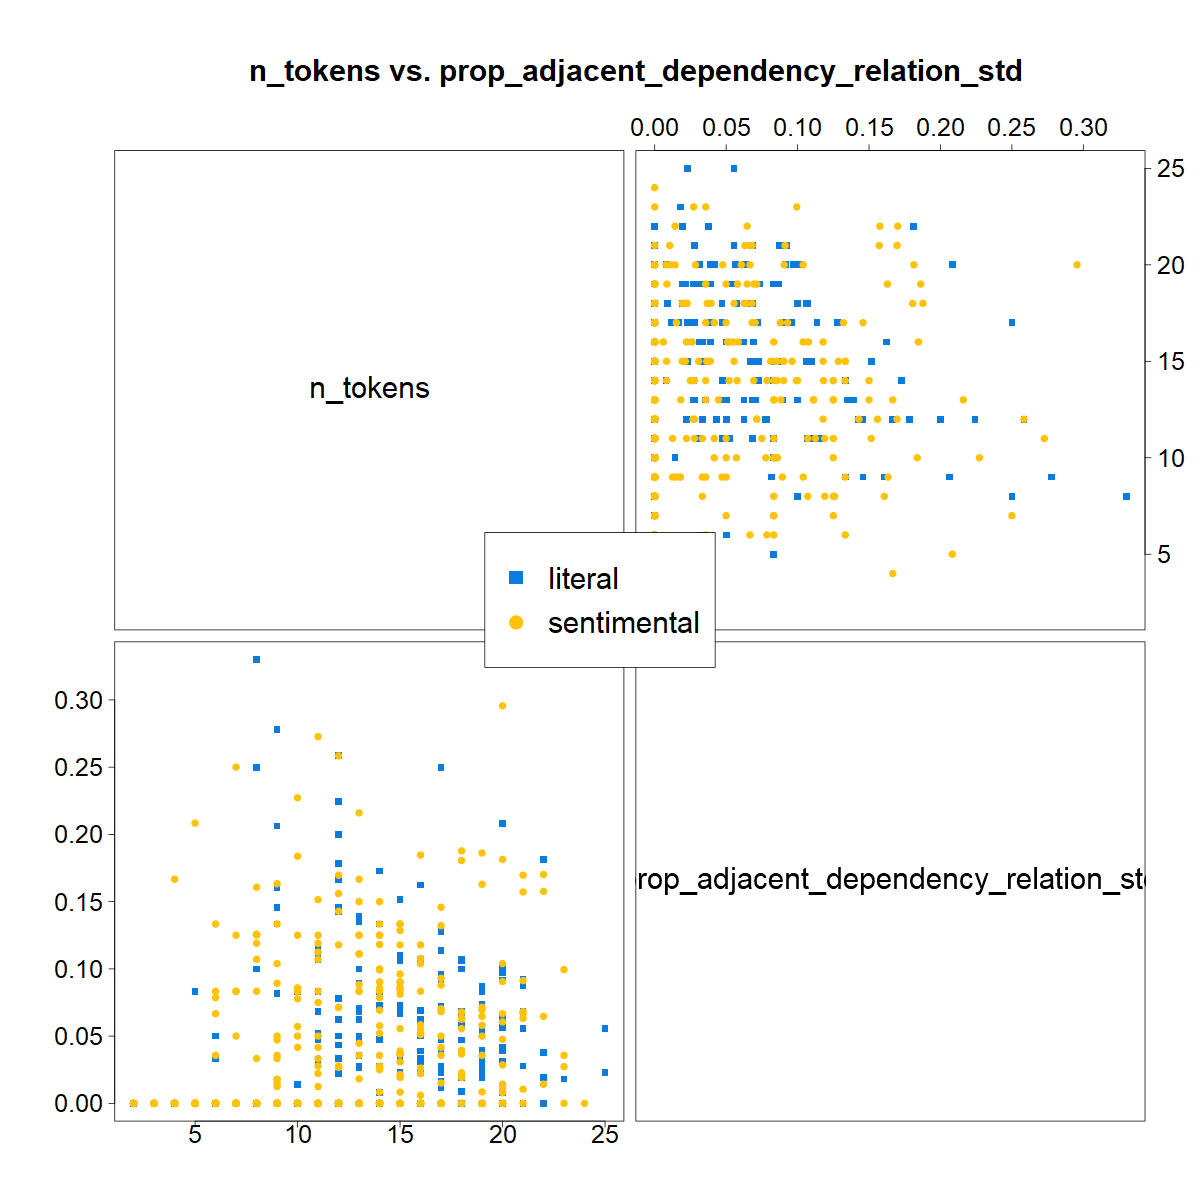 n_tokens vs. prop_adjacent_dependency_relation_std
0.00 0.05 0.10 0.15 0.20 0.25 0.30
n_tokens
25
20
15
10
5
literal
sentimental
0.30
0.25
0.20
0.15
0.10
0.05
0.00
prop_adjacent_dependency_relation_std
5 10 15 20 25